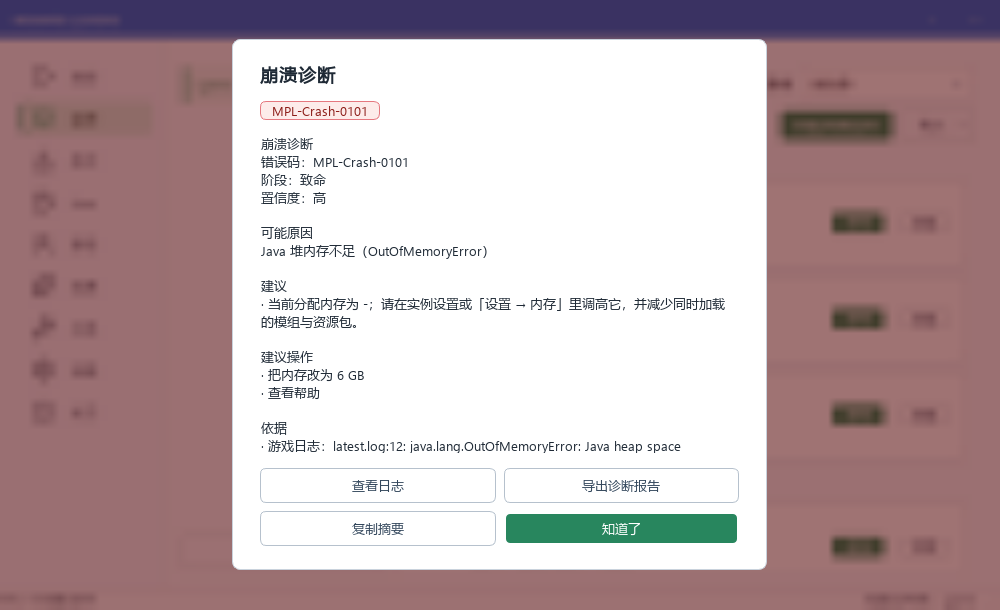 崩溃诊断
MPL-Crash-0101
崩溃诊断
错误码：MPL-Crash-0101
阶段：致命
置信度：高
可能原因
Java 堆内存不足（OutOfMemoryError）
建议
· 当前分配内存为 -；请在实例设置或「设置 → 内存」里调高它，并减少同时加载
的模组与资源包。
建议操作
· 把内存改为 6 GB
· 查看帮助
依据
· 游戏日志：latest.log:12: java.lang.OutOfMemoryError: Java heap space
查看日志
导出诊断报告
复制摘要
知道了